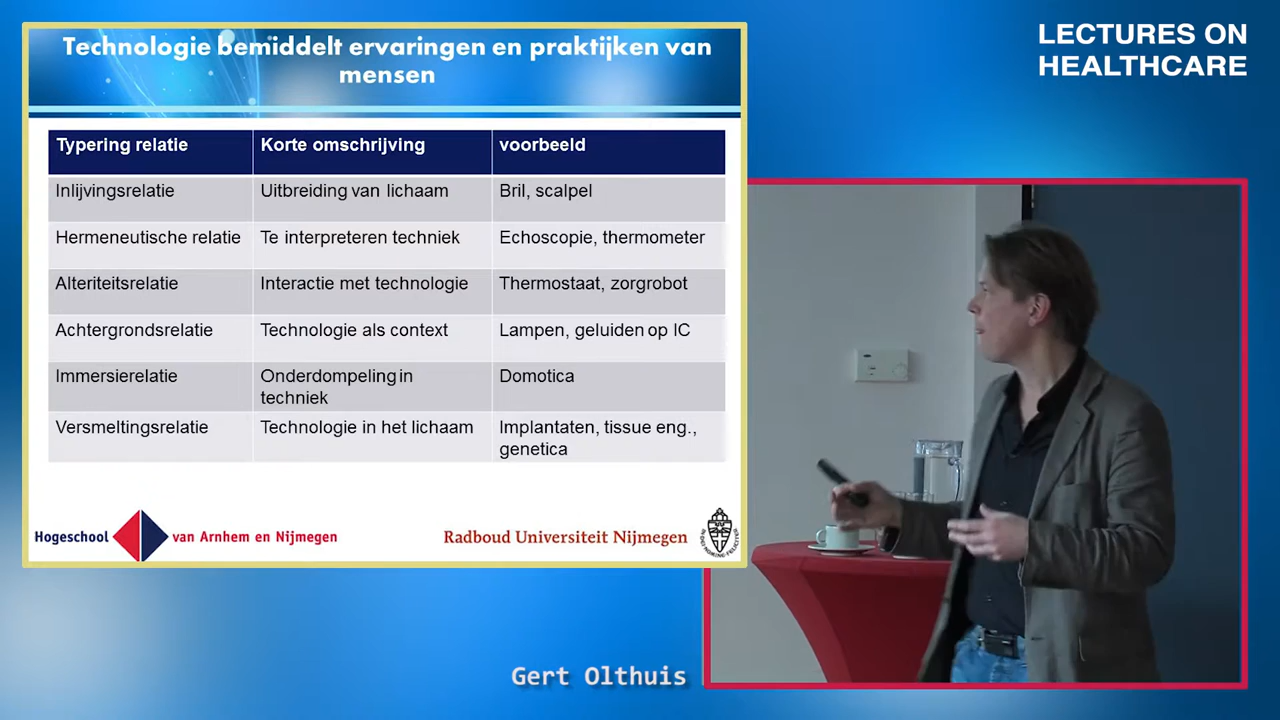 Technologie bemiddelt ervaringen en praktijken van
mensen
LECTURES ON
HEALTHCARE
Typering relatie Korte omschrijving voorbeeld
Inlijvingsrelatie Uitbreiding van lichaam Bril, scalpel
Hermeneutische relatie Te interpreteren techniek Echoscopie, thermometer
Alteriteitsrelatie Interactie met technologie Thermostaat, zorgrobot
Achtergrondsrelatie Technologie als context Lampen, geluiden op IC
Immersierelatie Onderdompeling in techniek Domotica
Versmeltingsrelatie Technologie in het lichaam Implantaten, tissue eng., genetica
Hogeschool van Arnhem en Nijmegen
Radboud Universiteit Nijmegen
Gert Olthuis